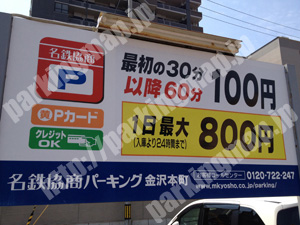 名鉄協商
P
Pカード
クレジット
OK
最初の30分
以降60分
100円
1日最大
(入庫より24時間まで)
800円
名鉄協商パーキング 金沢本町
0120-722-247
www.mkyosho.co.jp/parking/